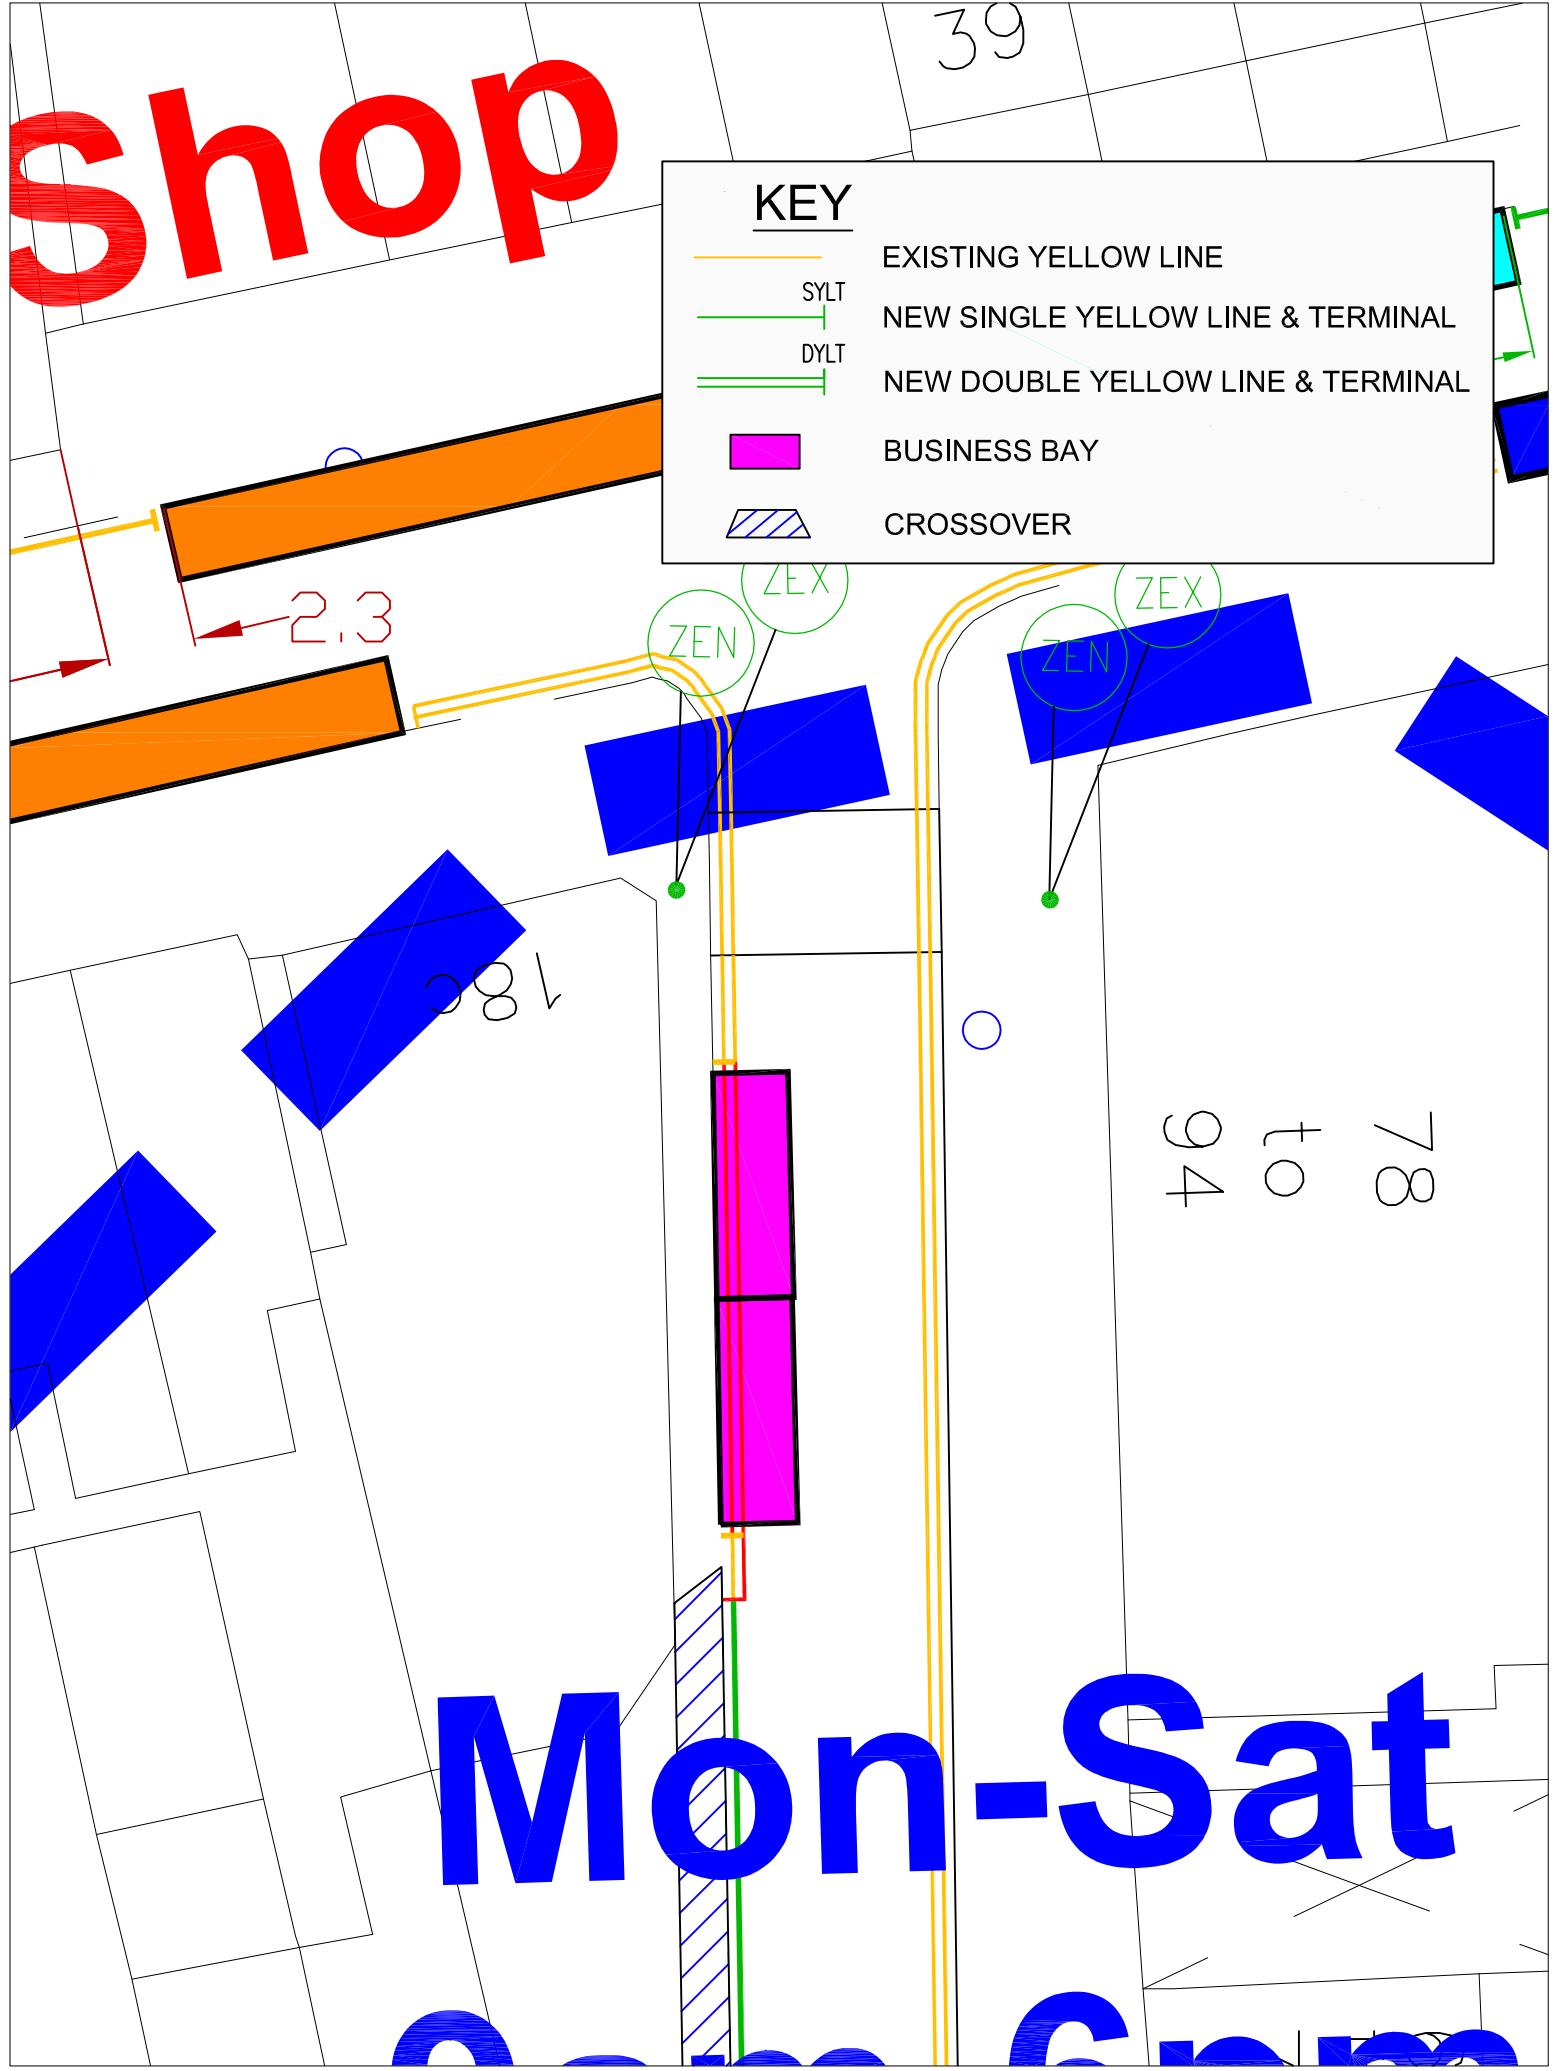 39
Shop
KEY
EXISTING YELLOW LINE
SYLT
NEW SINGLE YELLOW LINE & TERMINAL
DYLT
NEW DOUBLE YELLOW LINE & TERMINAL
BUSINESS BAY
CROSSOVER
2.3
ZEN
ZEX
ZEN
ZEX
78
to
94
Mon-Sat